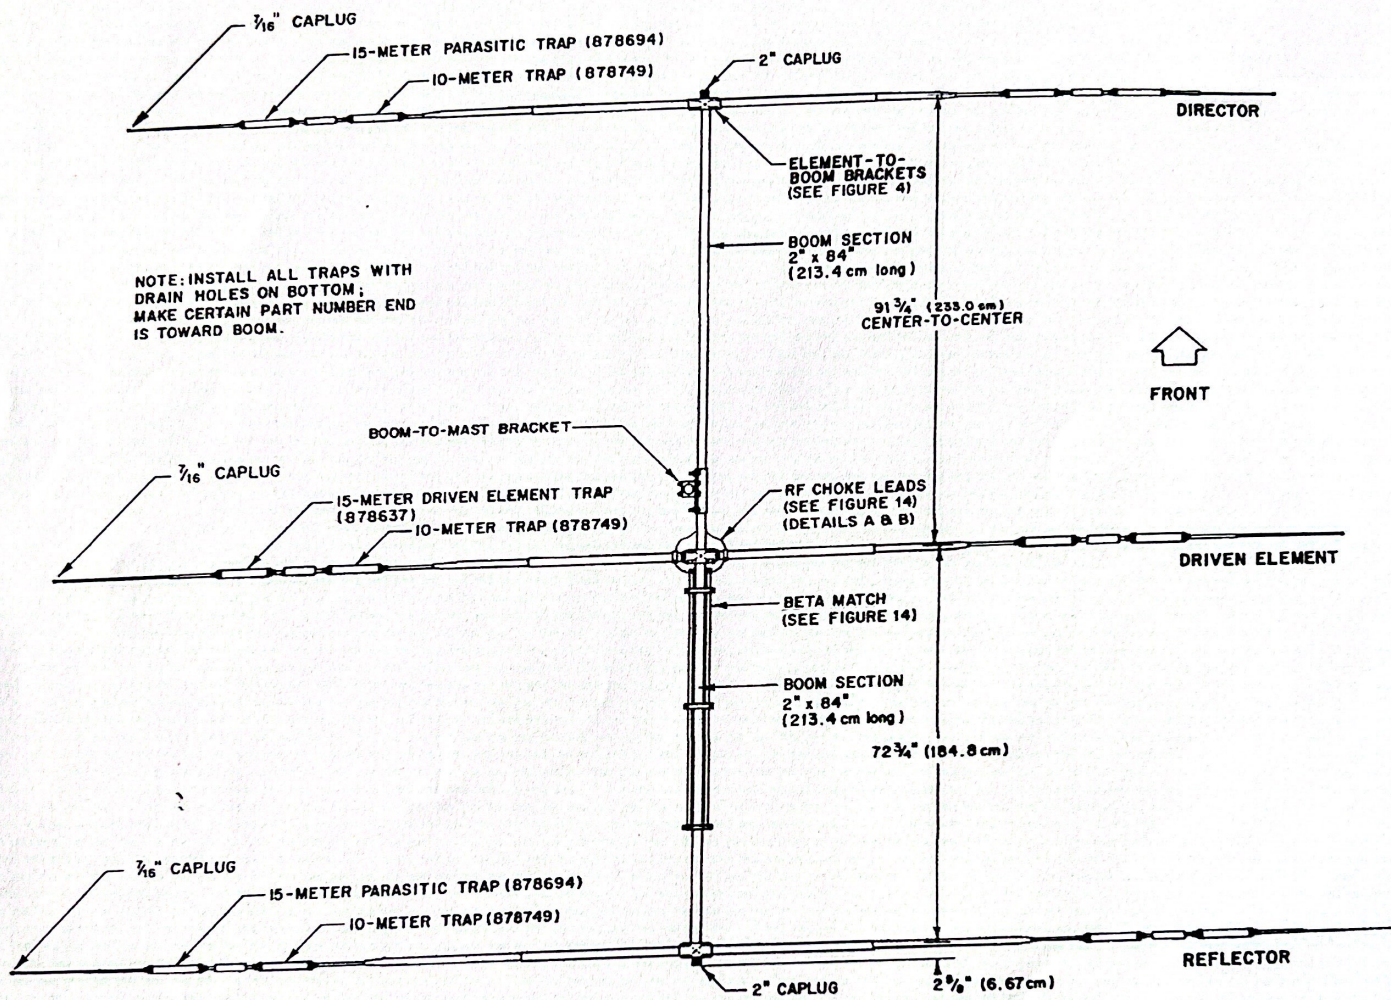 7/16" CAPLUG
15-METER PARASITIC TRAP (878694)
10-METER TRAP (878749)
2" CAPLUG
DIRECTOR
ELEMENT-TO-
BOOM BRACKETS
(SEE FIGURE 4)
BOOM SECTION
2" x 84"
(213.4 cm long)
NOTE: INSTALL ALL TRAPS WITH
DRAIN HOLES ON BOTTOM;
MAKE CERTAIN PART NUMBER END
IS TOWARD BOOM.
91 3/4" (233.0 cm)
CENTER-TO-CENTER
FRONT
BOOM-TO-MAST BRACKET
7/16" CAPLUG
15-METER DRIVEN ELEMENT TRAP
(878637)
10-METER TRAP (878749)
RF CHOKE LEADS
(SEE FIGURE 14)
(DETAILS A & B)
DRIVEN ELEMENT
BETA MATCH
(SEE FIGURE 14)
BOOM SECTION
2" x 84"
(213.4 cm long)
72 3/4" (184.8 cm)
7/16" CAPLUG
15-METER PARASITIC TRAP (878694)
10-METER TRAP (878749)
REFLECTOR
2" CAPLUG
(6.67cm)